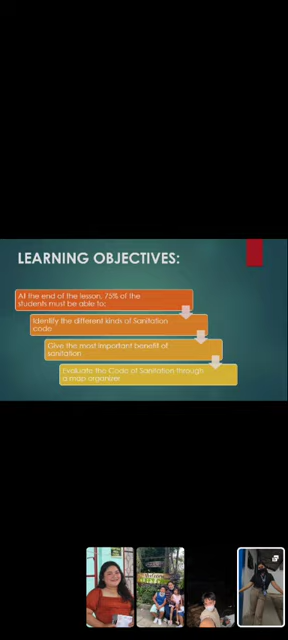 LEARNING OBJECTIVES:
At the end of the lesson, 75% of the
students must be able to:
Identify the different kinds of Sanitation
code
Give the most important benefit of
sanitation
Evaluate the Code of Sanitation through
a map organizer